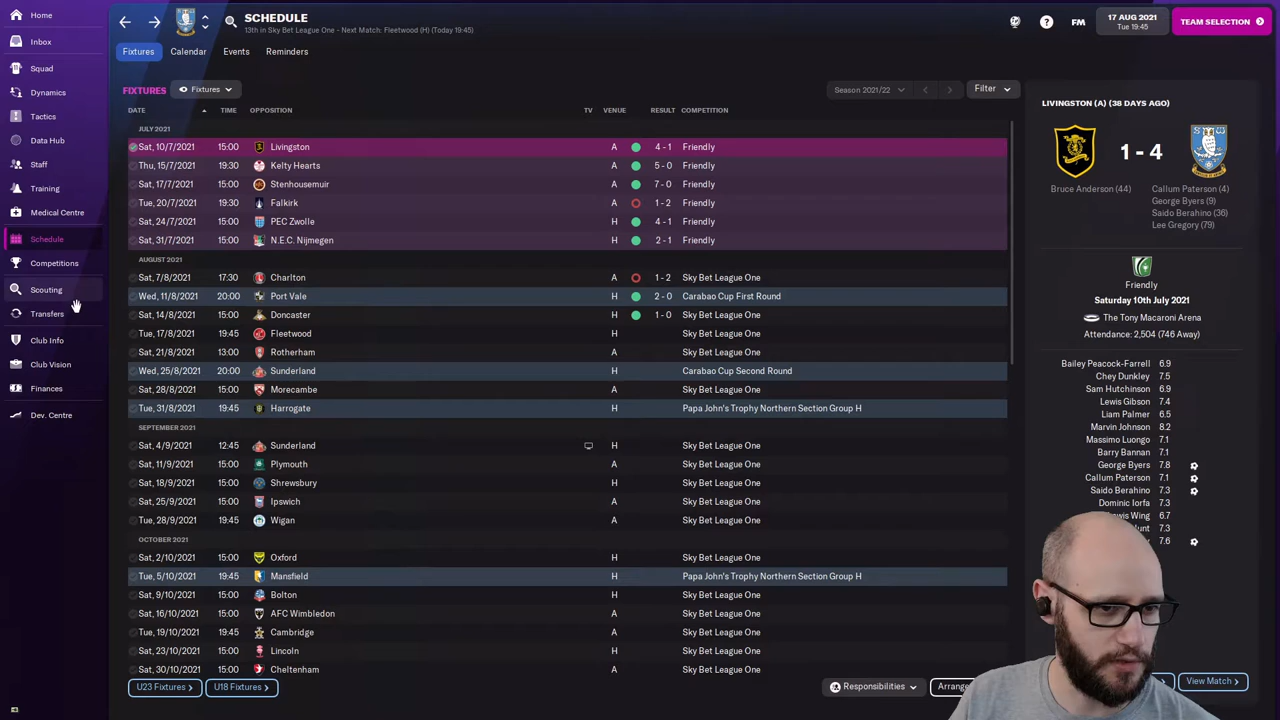 Home
Inbox
Squad
Dynamics
Tactics
Data Hub
Staff
Training
Medical Centre
Schedule
Competitions
Scouting
Transfers
Club Info
Club Vision
Finances
Dev. Centre
SCHEDULE
13th in Sky Bet League One - Next Match: Fleetwood (H) (Today 19:45)
FM
17 AUG 2021
Tue 19:45
TEAM SELECTION
Fixtures Calendar Events Reminders
FIXTURES Fixtures Season 2021/22 Filter
DATE TIME OPPOSITION TV VENUE RESULT COMPETITION
JULY 2021
Sat, 10/7/2021 15:00 Livingston A 4 - 1 Friendly
Thu, 15/7/2021 19:30 Kelty Hearts A 5 - 0 Friendly
Sat, 17/7/2021 15:00 Stenhousemuir A 7 - 0 Friendly
Tue, 20/7/2021 19:30 Falkirk A 1 - 2 Friendly
Sat, 24/7/2021 15:00 PEC Zwolle H 4 - 1 Friendly
Sat, 31/7/2021 15:00 N.E.C. Nijmegen H 2 - 1 Friendly
AUGUST 2021
Sat, 7/8/2021 17:30 Charlton A 1 - 2 Sky Bet League One
Wed, 11/8/2021 20:00 Port Vale H 2 - 0 Carabao Cup First Round
Sat, 14/8/2021 15:00 Doncaster H 1 - 0 Sky Bet League One
Tue, 17/8/2021 19:45 Fleetwood H Sky Bet League One
Sat, 21/8/2021 13:00 Rotherham A Sky Bet League One
Wed, 25/8/2021 20:00 Sunderland H Carabao Cup Second Round
Sat, 28/8/2021 15:00 Morecambe A Sky Bet League One
Tue, 31/8/2021 19:45 Harrogate H Papa John's Trophy Northern Section Group H
SEPTEMBER 2021
Sat, 4/9/2021 12:45 Sunderland H Sky Bet League One
Sat, 11/9/2021 15:00 Plymouth A Sky Bet League One
Sat, 18/9/2021 15:00 Shrewsbury H Sky Bet League One
Sat, 25/9/2021 15:00 Ipswich A Sky Bet League One
Tue, 28/9/2021 19:45 Wigan A Sky Bet League One
OCTOBER 2021
Sat, 2/10/2021 15:00 Oxford H Sky Bet League One
Tue, 5/10/2021 19:45 Mansfield H Papa John's Trophy Northern Section Group H
Sat, 9/10/2021 15:00 Bolton H Sky Bet League One
Sat, 16/10/2021 15:00 AFC Wimbledon A Sky Bet League One
Tue, 19/10/2021 19:45 Cambridge A Sky Bet League One
Sat, 23/10/2021 15:00 Lincoln H Sky Bet League One
Sat, 30/10/2021 15:00 Cheltenham A Sky Bet League One
U23 Fixtures U18 Fixtures Responsibilities Arrange
LIVINGSTON (A) (38 DAYS AGO)
1 - 4
Bruce Anderson (44)
Callum Paterson (4)
George Byers (9)
Saido Berahino (36)
Lee Gregory (79)
Friendly
Saturday 10th July 2021
The Tony Macaroni Arena
Attendance: 2,504 (746 Away)
Bailey Peacock-Farrell 6.9
Chey Dunkley 7.5
Sam Hutchinson 6.9
Lewis Gibson 7.4
Liam Palmer 6.5
Marvin Johnson 8.2
Massimo Luongo 7.1
Barry Bannan 7.1
George Byers 7.8
Callum Paterson 7.1
Saido Berahino 7.3
Dominic Iorfa 7.3
Wing 6.7
7.3
7.6
View Match